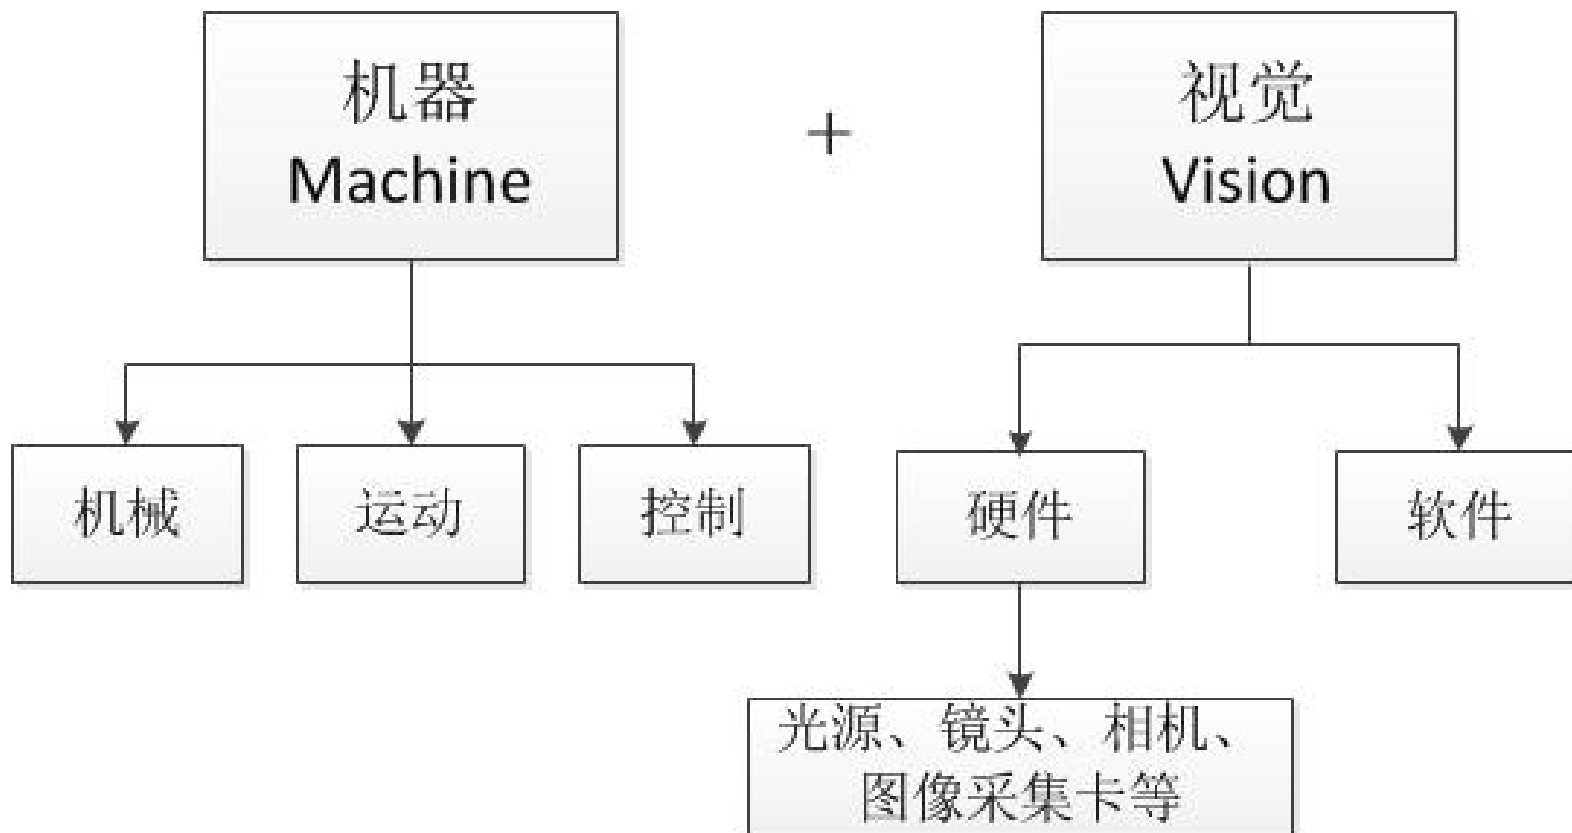 机器
Machine
+
视觉
Vision
机械
运动
控制
硬件
软件
光源、镜头、相机、
图像采集卡等